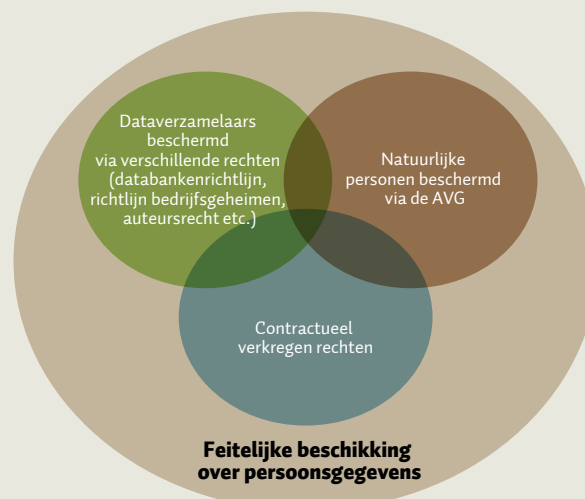 Dataverzamelaars
beschermd
via verschillende rechten
(databankenrichtlijn,
richtlijn bedrijfsgeheimen,
auteursrecht etc.)
Natuurlijke
personen beschermd
via de AVG
Contractueel
verkregen rechten
Feitelijke beschikking
over persoonsgegevens